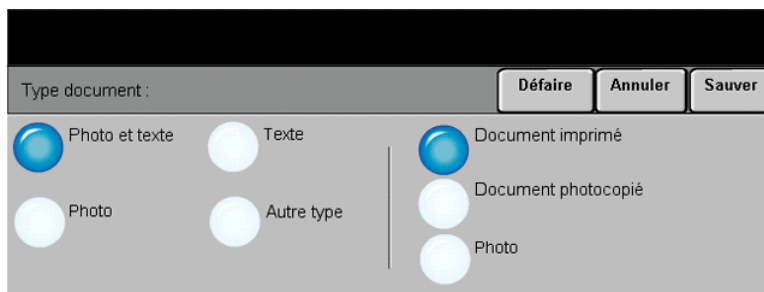 Type document :
Défaire
Annuler
Sauver
Photo et texte
Texte
Photo
Autre type
Document imprimé
Document photocopié
Photo